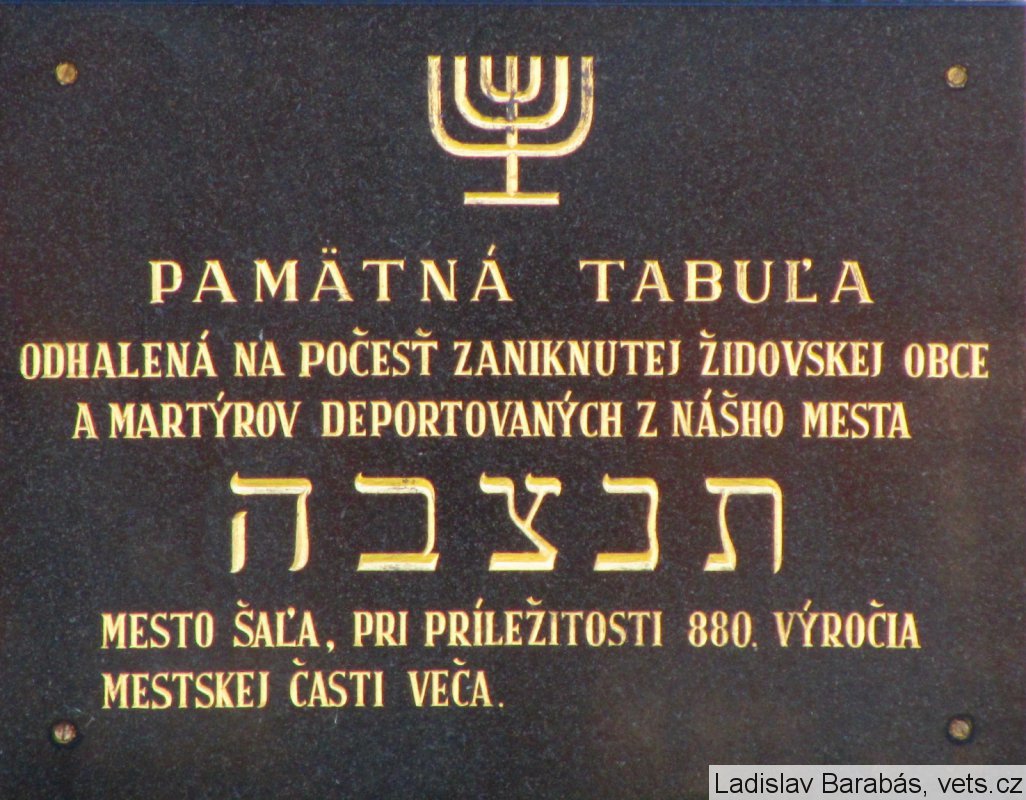 PAMÄTNÁ TABUĽA
ODHALENÁ NA POČESŤ ZANIKNUTEJ ŽIDOVSKEJ OBCE
A MARTÝROV DEPORTOVANÝCH Z NÁŠHO MESTA
תנצבה
MESTO ŠAĽA, PRI PRÍLEŽITOSTI 880. VÝROČIA
MESTSKEJ ČASTI VEČA.
Ladislav Barabás, vets.cz